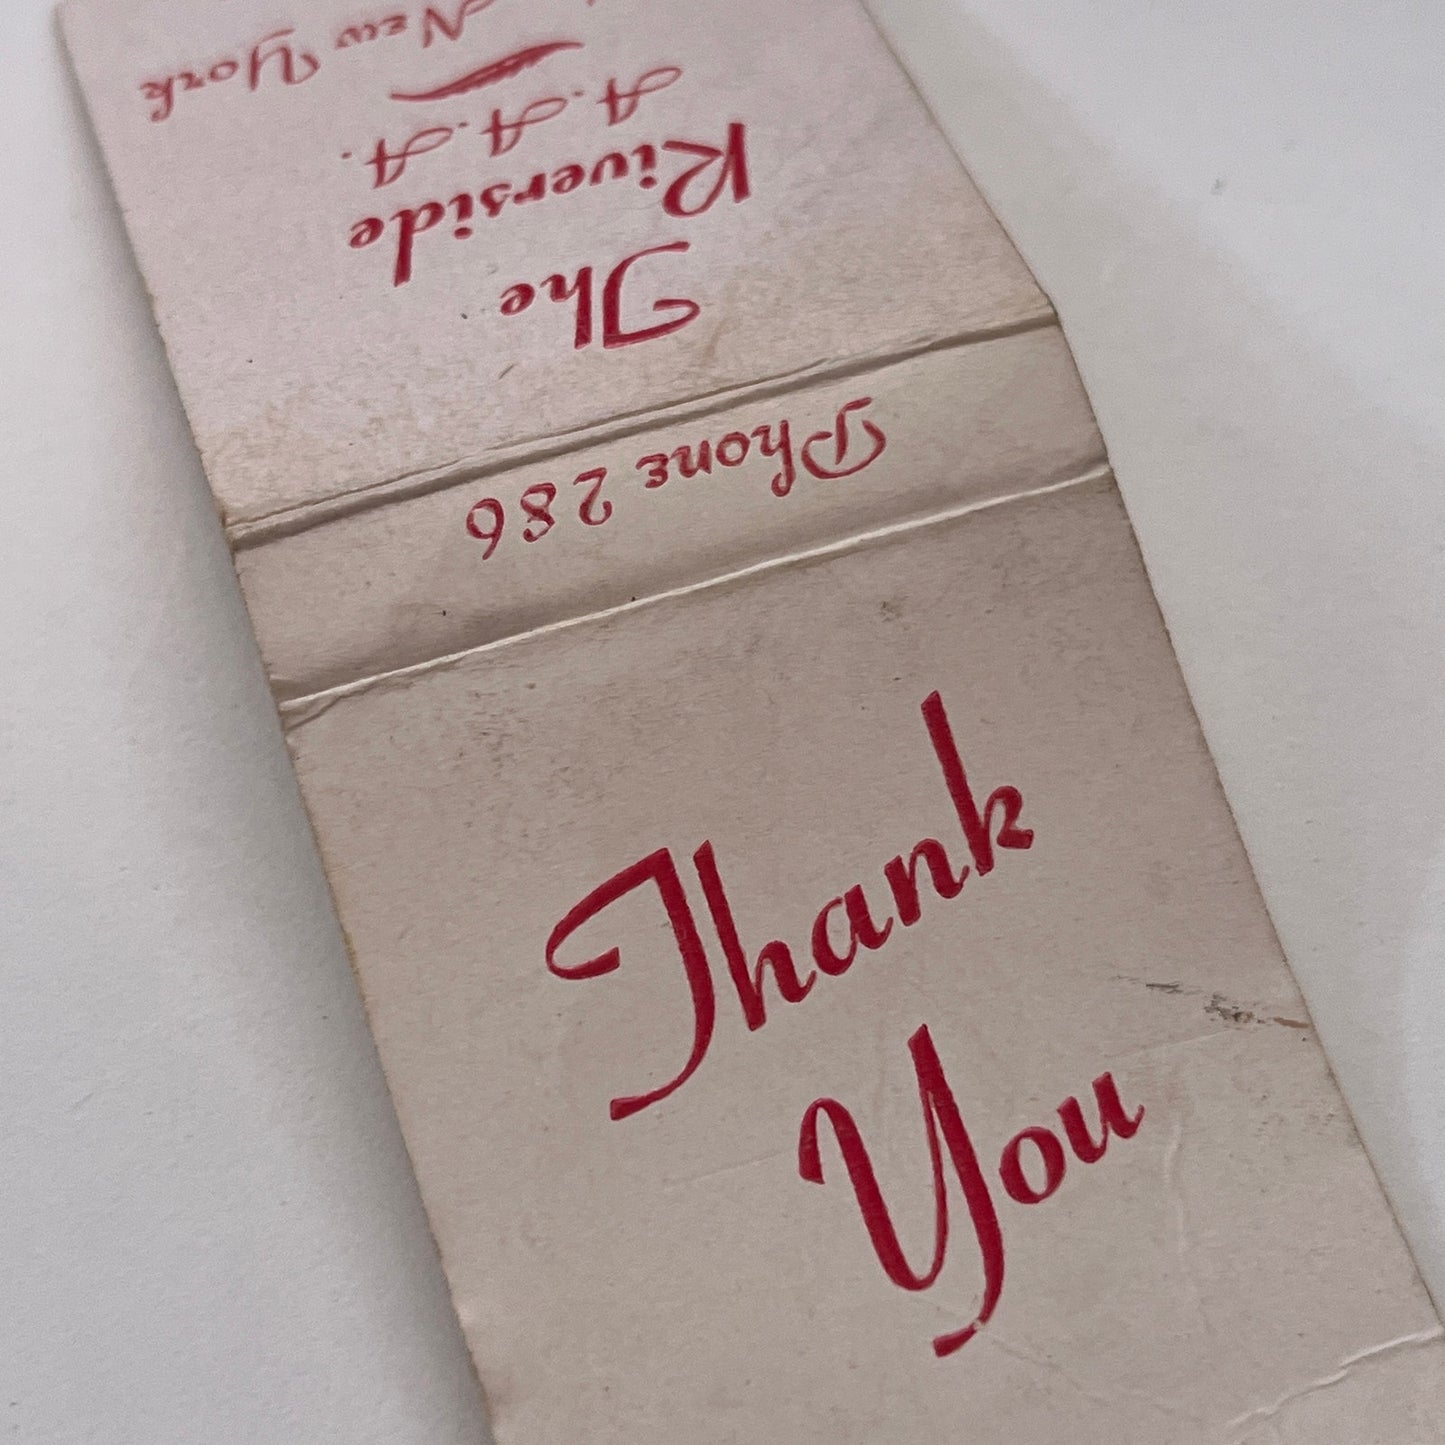 Thank
You
Phone 286
The
Riverside
A.A.A.
New York